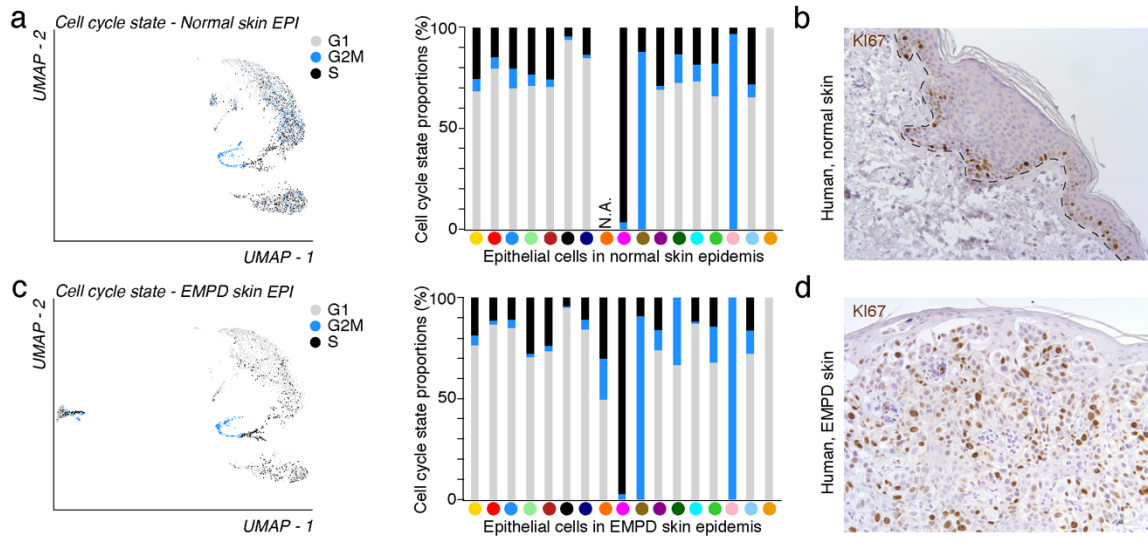 a
Cell cycle state - Normal skin EPI
UMAP - 2
G1
G2M
S
UMAP - 1
Cell cycle state proportions (%)
100
50
0
N.A.
Epithelial cells in normal skin epidemis
b
Human, normal skin
KI67
c
Cell cycle state - EMPD skin EPI
UMAP - 2
G1
G2M
S
UMAP - 1
Cell cycle state proportions (%)
100
50
0
Epithelial cells in EMPD skin epidemis
d
Human, EMPD skin
KI67